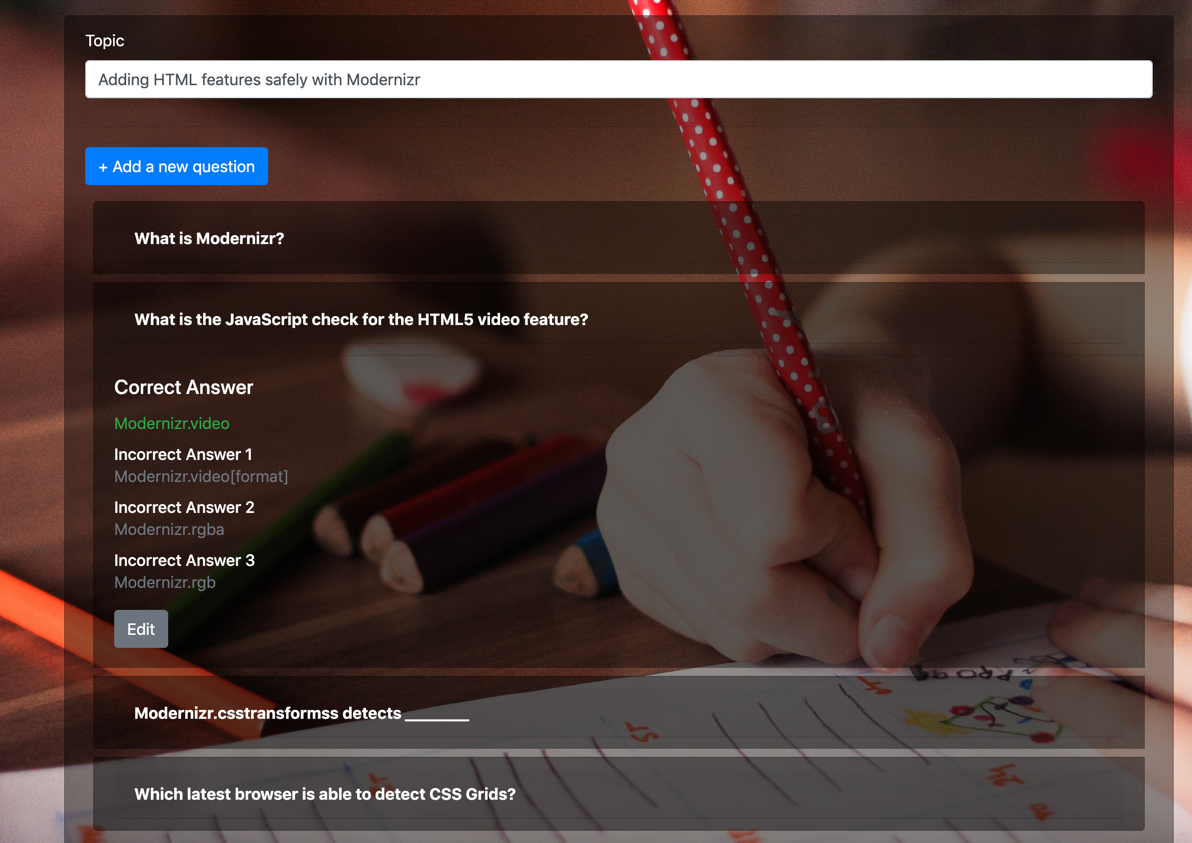 Topic
Adding HTML features safely with Modernizr
+ Add a new question
What is Modernizr?
What is the JavaScript check for the HTML5 video feature?
Correct Answer
Modernizr.video
Incorrect Answer 1
Modernizr.video[format]
Incorrect Answer 2
Modernizr.rgba
Incorrect Answer 3
Modernizr.rgb
Edit
Modernizr.csstransformss detects ________
Which latest browser is able to detect CSS Grids?